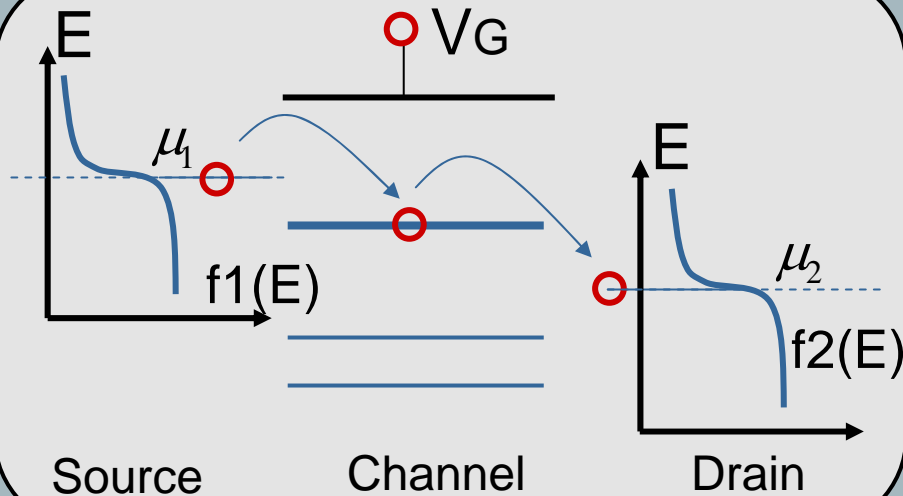 E
VG
μ1
E
μ2
f1(E)
f2(E)
Source
Channel
Drain